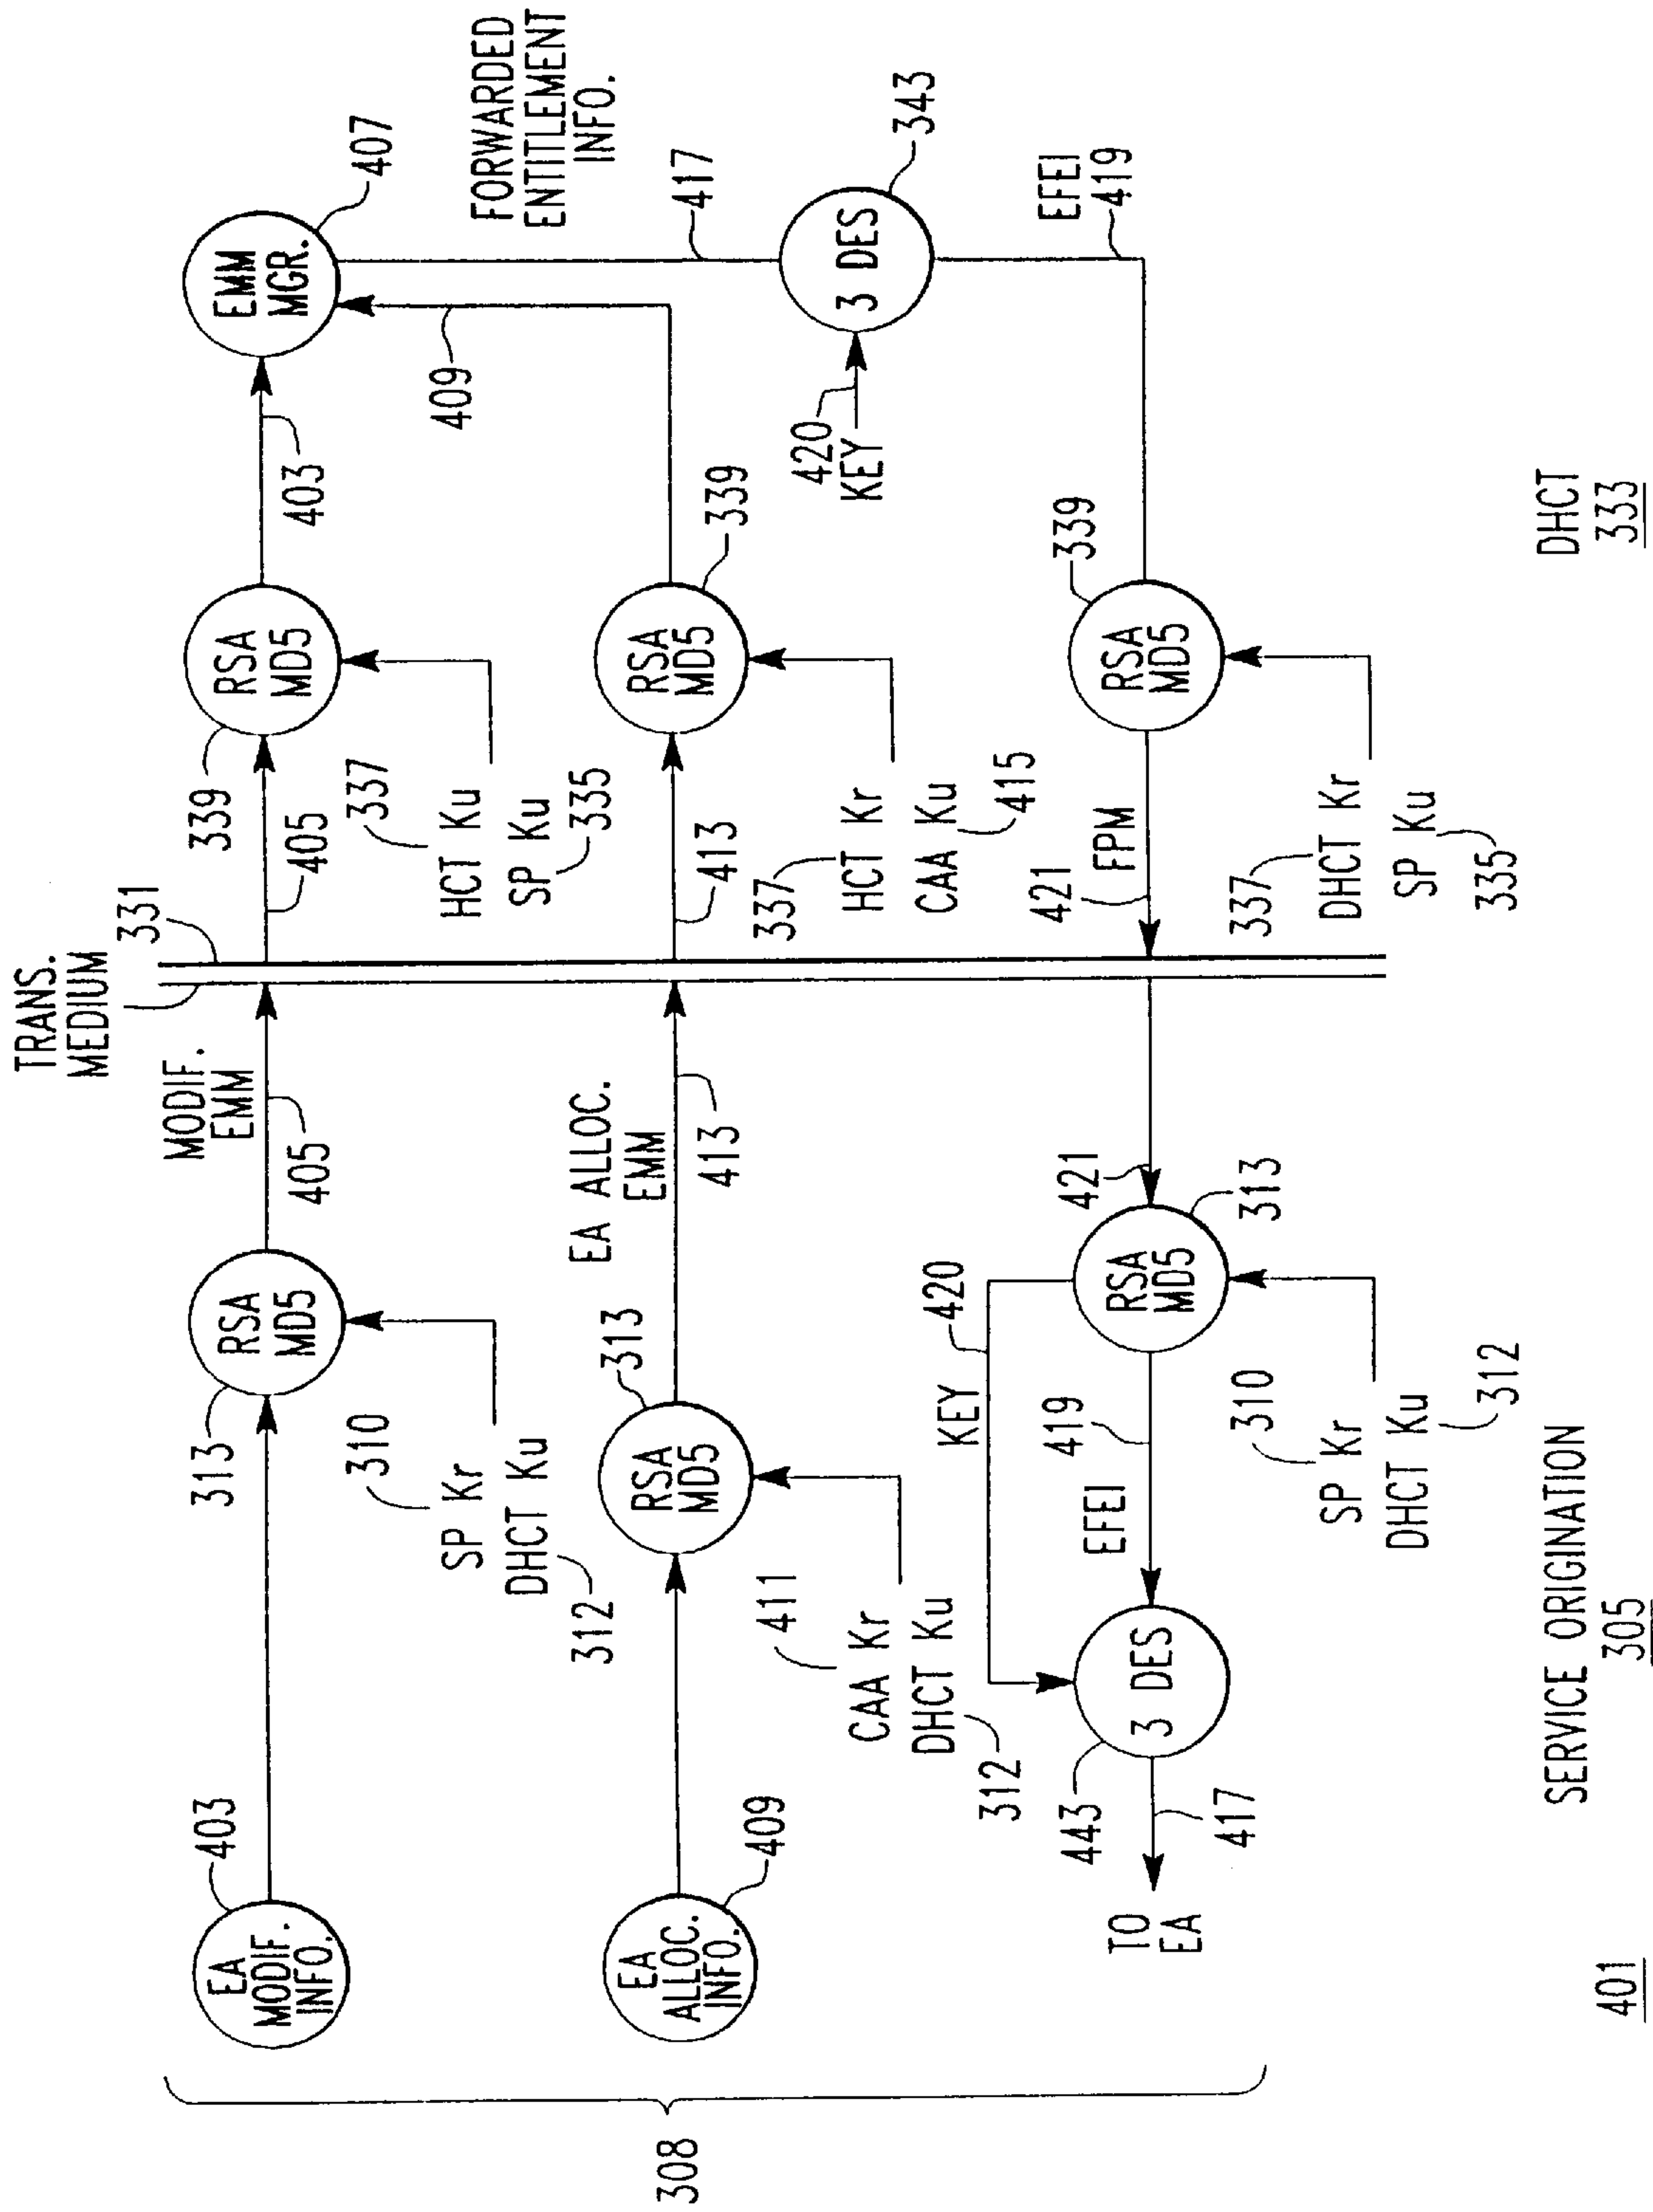 TRANS.
MEDIUM
331
403
EA
MODIF.
INFO.
313
RSA
MD5
MODIF.
EMM
405
339
405
RSA
MD5
403
EMM
MGR.
407
310
SP Kr
DHCT Ku
312
337
HCT Ku
SP Ku
335
409
FORWARDED
ENTITLEMENT
INFO.
EA
ALLOC.
INFO.
409
313
RSA
MD5
EA ALLOC.
EMM
413
413
RSA
MD5
339
417
411
CAA Kr
DHCT Ku
312
337
HCT Kr
CAA Ku
415
420
KEY
3 DES
343
KEY
420
TO
EA
417
443
3 DES
EFEI
419
RSA
MD5
313
421
421
FPM
RSA
MD5
339
EFEI
419
310
SP Kr
DHCT Ku
312
337
DHCT Kr
SP Ku
335
308
401
SERVICE ORIGINATION
305
DHCT
333